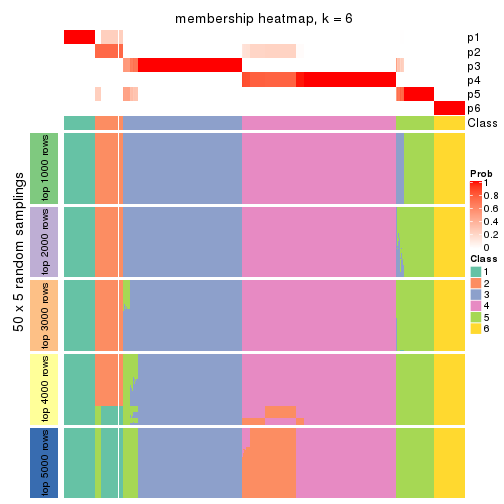 membership heatmap, k = 6
p1
p2
p3
p4
p5
p6
Class
50 x 5 random samplings
top 1000 rows
top 2000 rows
top 3000 rows
top 4000 rows
top 5000 rows
Prob
1
0.8
0.6
0.4
0.2
0
Class
1
2
3
4
5
6